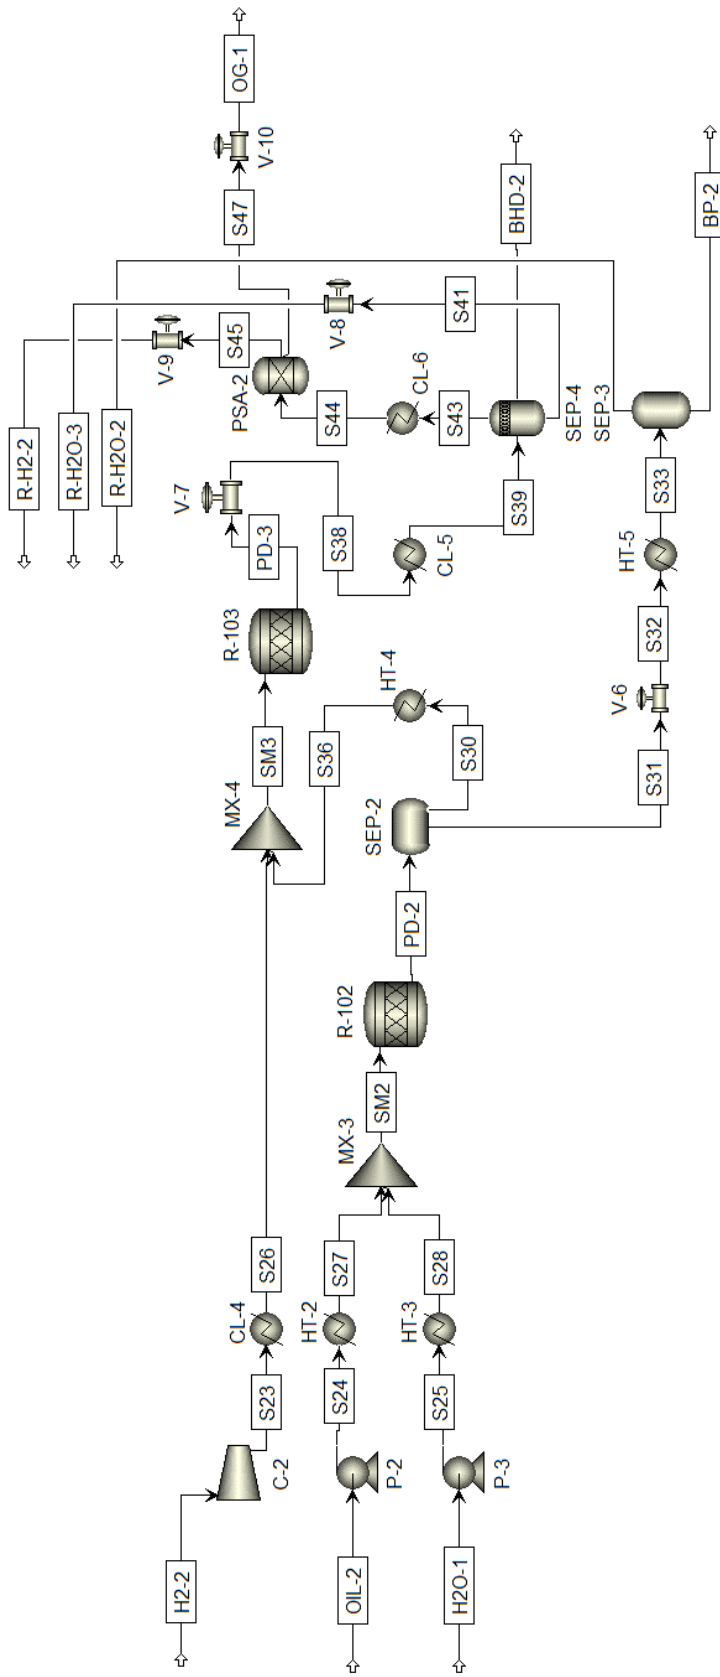 H2-2
C-2
S23
CL-4
S26
OIL-2
P-2
S24
HT-2
S27
H2O-1
P-3
S25
HT-3
S28
MX-3
SM2
R-102
PD-2
SEP-2
S30
HT-4
S36
MX-4
SM3
R-103
PD-3
V-7
S38
CL-5
S39
SEP-4
S43
CL-6
S44
PSA-2
S45
V-9
R-H2-2
S41
V-8
R-H2O-3
R-H2O-2
S47
V-10
OG-1
BHD-2
S31
V-6
S32
HT-5
S33
SEP-3
BP-2